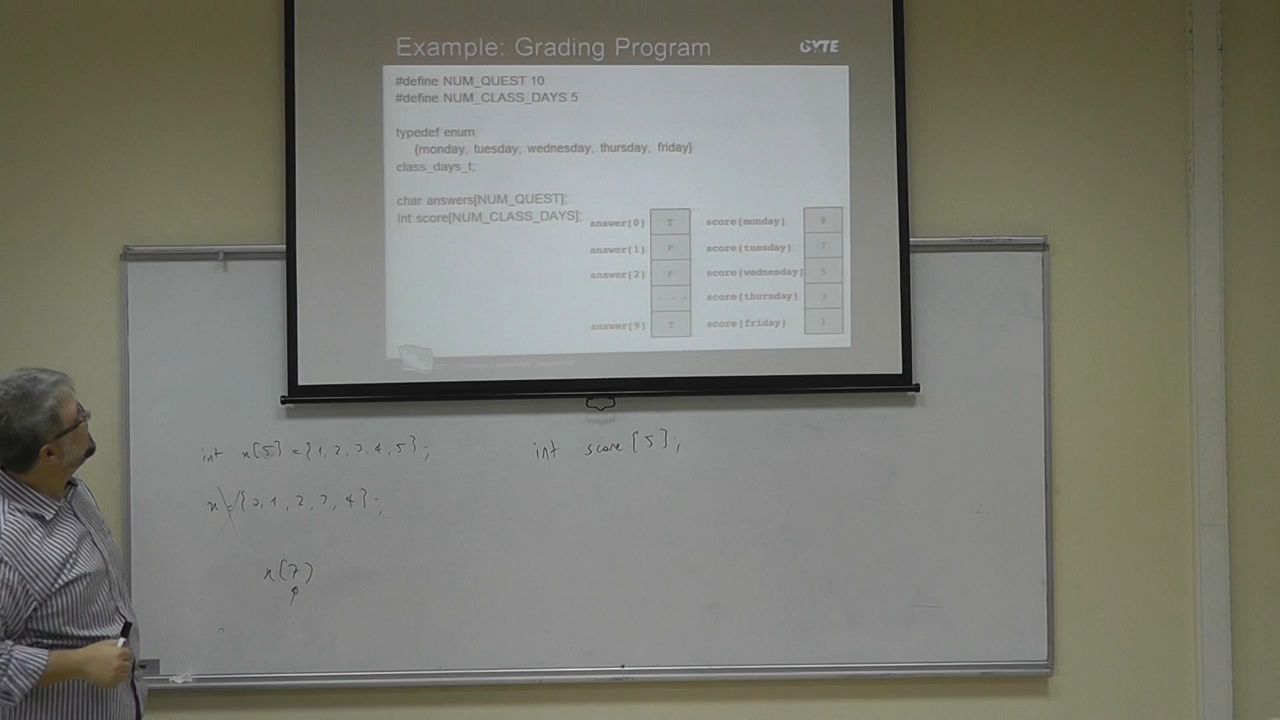 Example: Grading Program
GYTE
#define NUM_QUEST 10
#define NUM_CLASS_DAYS 5
typedef enum
{monday, tuesday, wednesday, thursday, friday}
class_days_t;
char answers[NUM_QUEST];
int score[NUM_CLASS_DAYS];
answer[0] T score[monday] 9
answer[1] F score[tuesday] 7
answer[2] F score[wednesday] 5
... score[thursday] 3
answer[9] T score[friday] 1
int x[5] = {1, 2, 3, 4, 5};
int score[5];
x = {0, 1, 2, 3, 4};
x[7]